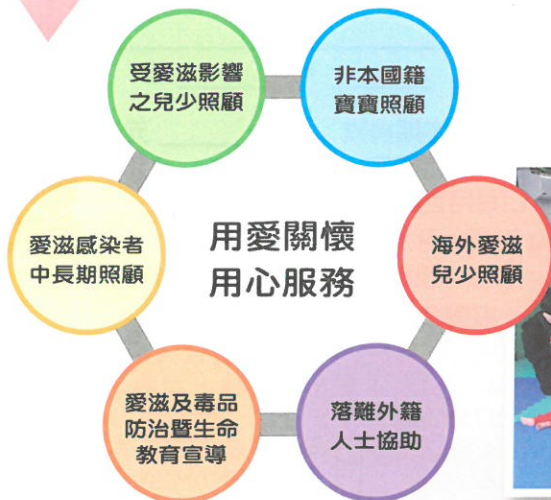 受愛滋影響
之兒少照顧
非本國籍
寶寶照顧
愛滋感染者
中長期照顧
用愛關懷
用心服務
海外愛滋
兒少照顧
愛滋及毒品
防治暨生命
教育宣導
落難外籍
人士協助